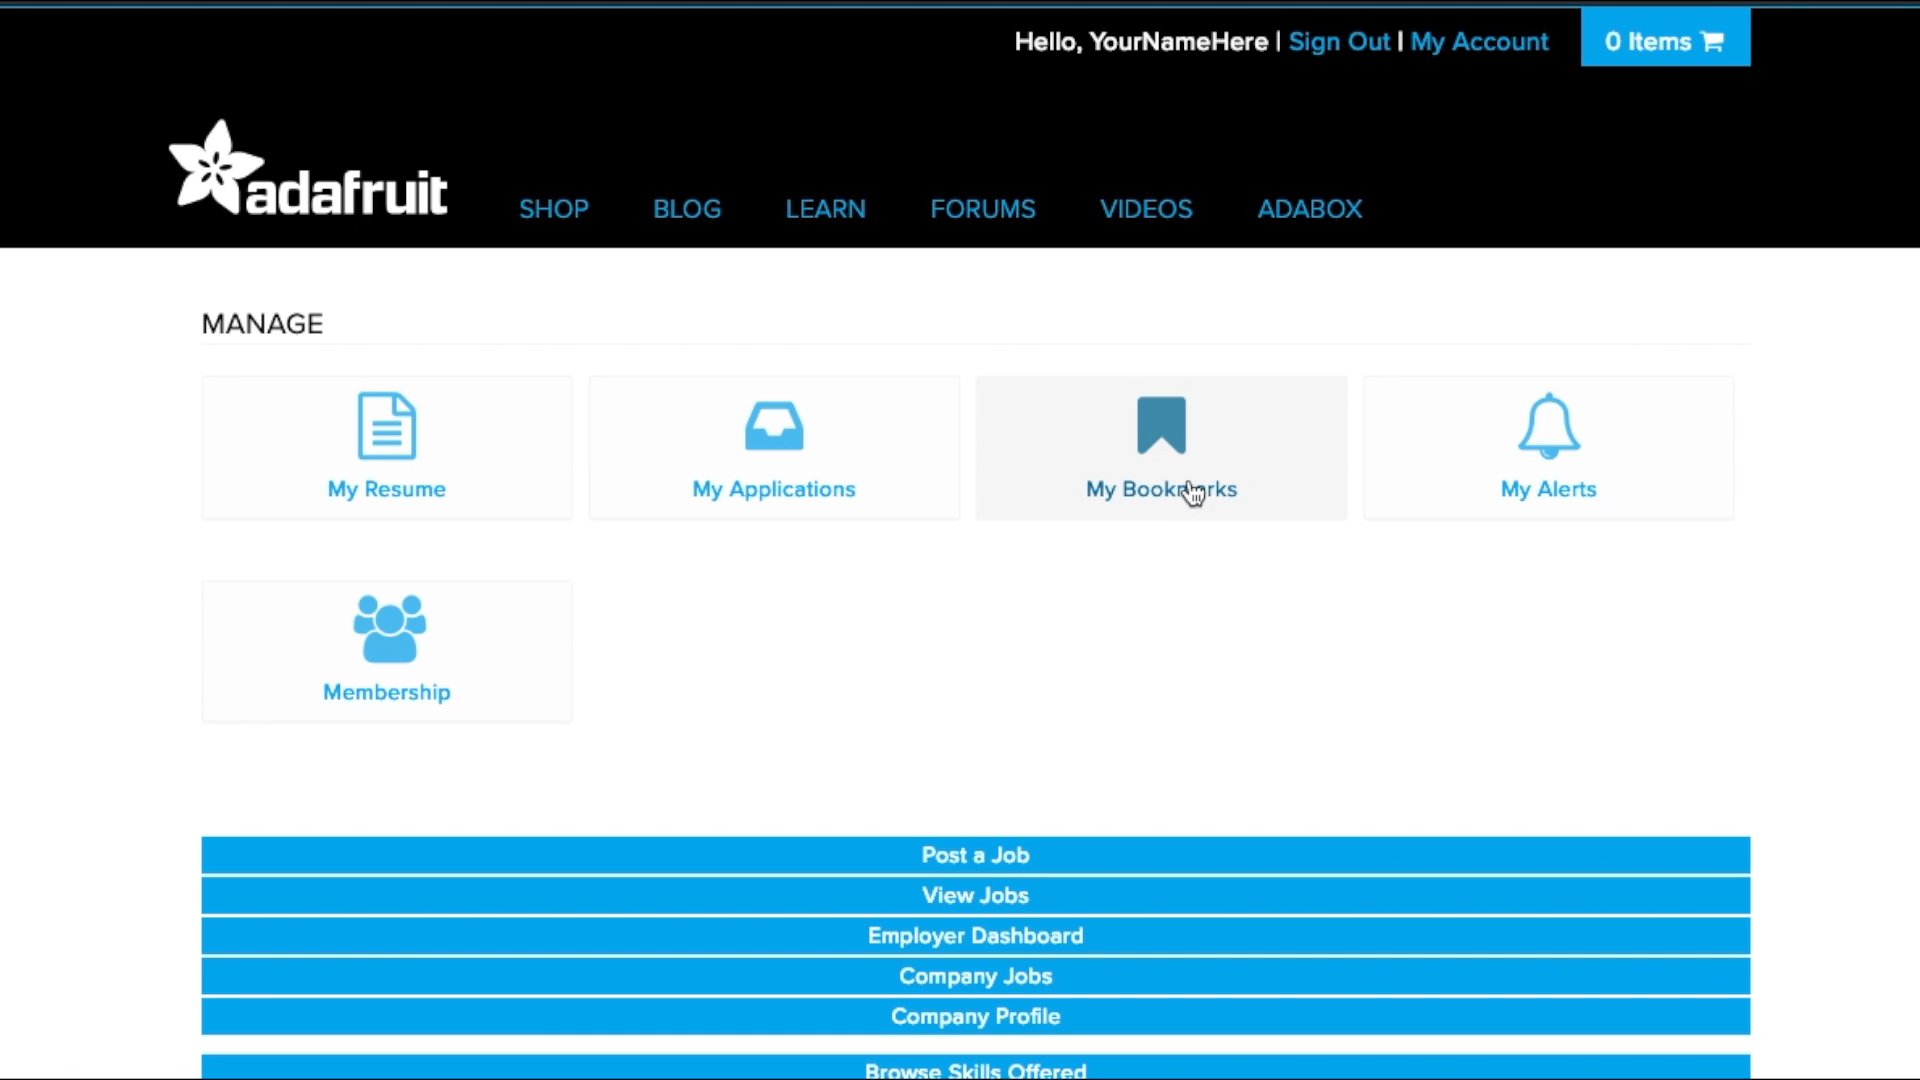 Hello, YourNameHere | Sign Out | My Account
0 Items
adafruit
SHOP BLOG LEARN FORUMS VIDEOS ADABOX
MANAGE
My Resume
My Applications
My Bookmarks
My Alerts
Membership
Post a Job
View Jobs
Employer Dashboard
Company Jobs
Company Profile
Browse Skills Offered